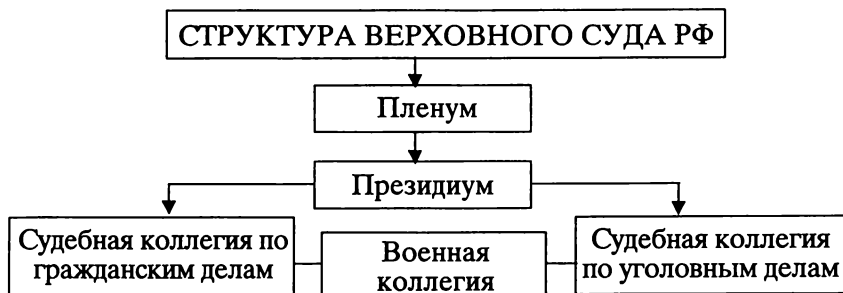 СТРУКТУРА ВЕРХОВНОГО СУДА РФ
Пленум
Президиум
Судебная коллегия по
гражданским делам
Военная
коллегия
Судебная коллегия
по уголовным делам